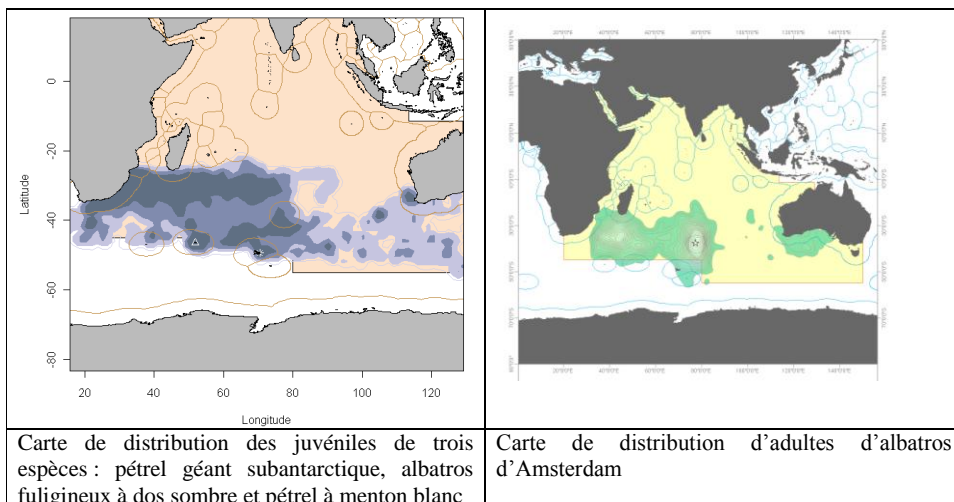 0
-20
-40
-60
-80
Latitude
20
40
60
80
100
120
Longitude
Carte de distribution des juvéniles de trois
espèces : pétrel géant subantarctique, albatros
fuligineux à dos sombre et pétrel à menton blanc
Carte de distribution d'adultes d'albatros
d'Amsterdam